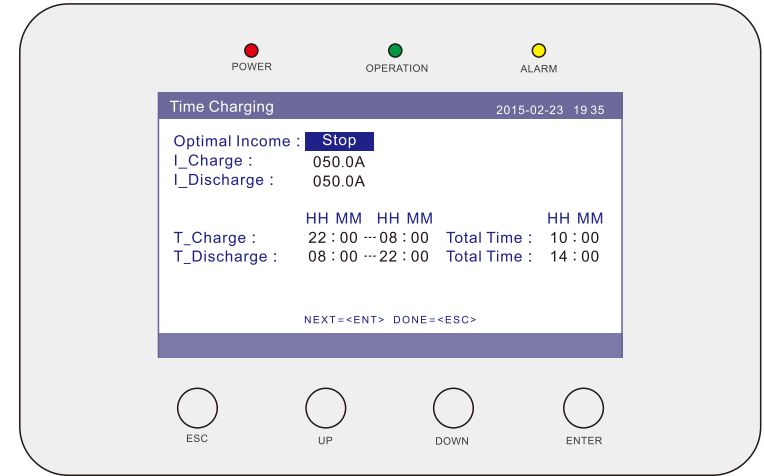 POWER OPERATION ALARM
Time Charging 2015-02-23 19 35
Optimal Income : Stop
I_Charge : 050.0A
I_Discharge : 050.0A
HH MM HH MM HH MM
T_Charge : 22 : 00 --- 08 : 00 Total Time : 10 : 00
T_Discharge : 08 : 00 --- 22 : 00 Total Time : 14 : 00
NEXT=<ENT> DONE=<ESC>
ESC UP DOWN ENTER